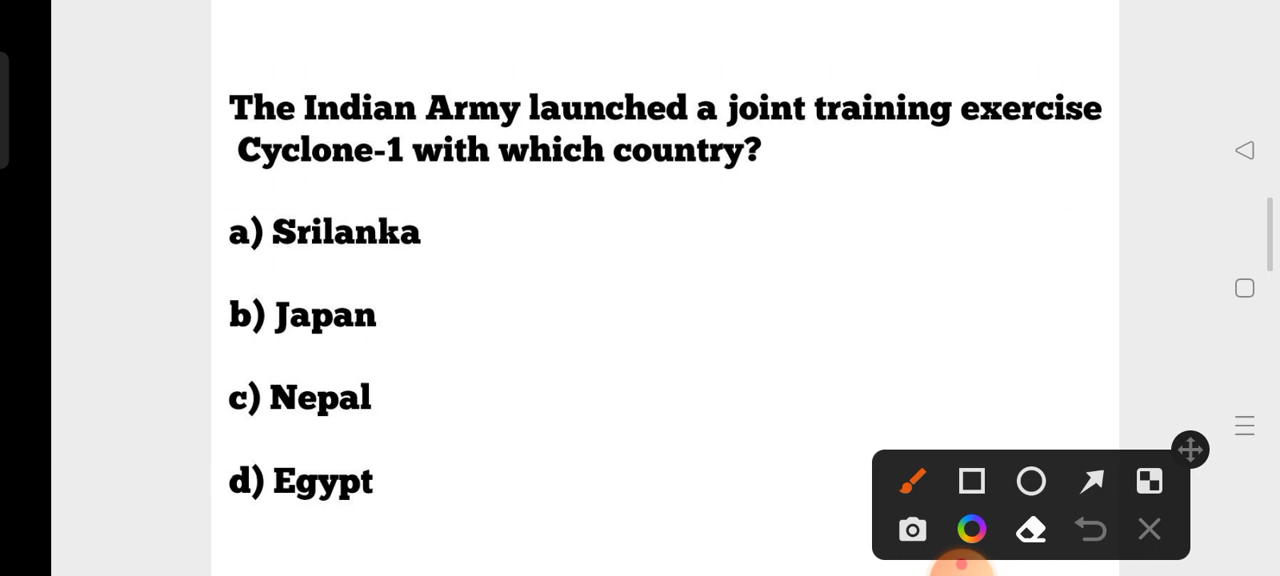 The Indian Army launched a joint training exercise
Cyclone-1 with which country?
a) Srilanka
b) Japan
c) Nepal
d) Egypt